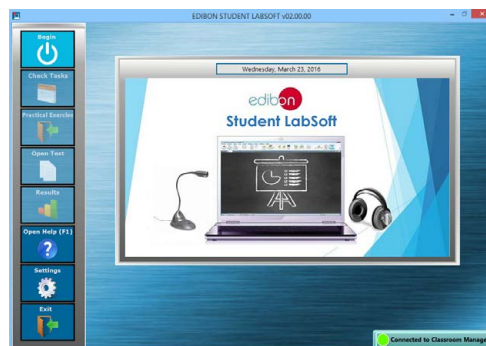 EDIBON STUDENT LABSOFT v02.00.00
Begin
Check Tasks
Practical Exercise
Open Test
Results
Open Help (F1)
Settings
Exit
Wednesday, March 23, 2016
edibon
Student LabSoft
Connected to Classroom Manage